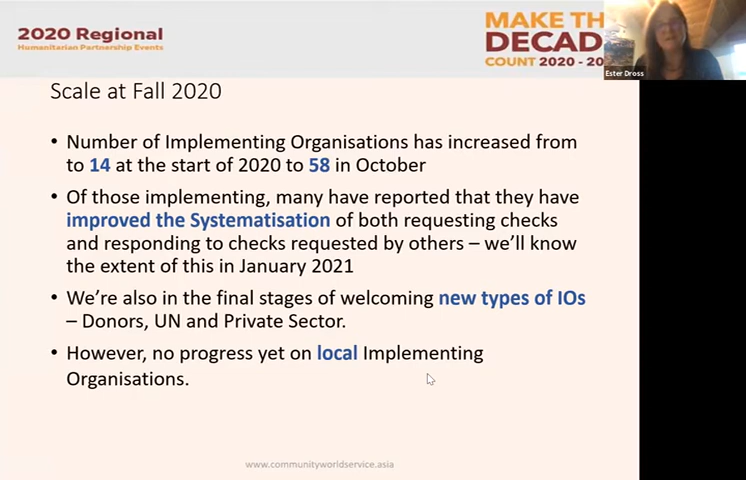 2020 Regional
Humanitarian Partnership Events
MAKE TH
DECAD
COUNT 2020 - 20
Ester Dross
Scale at Fall 2020
• Number of Implementing Organisations has increased from
to 14 at the start of 2020 to 58 in October
• Of those implementing, many have reported that they have
improved the Systematisation of both requesting checks
and responding to checks requested by others – we’ll know
the extent of this in January 2021
• We’re also in the final stages of welcoming new types of IOs
– Donors, UN and Private Sector.
• However, no progress yet on local Implementing
Organisations.
www.communityworldservice.asia